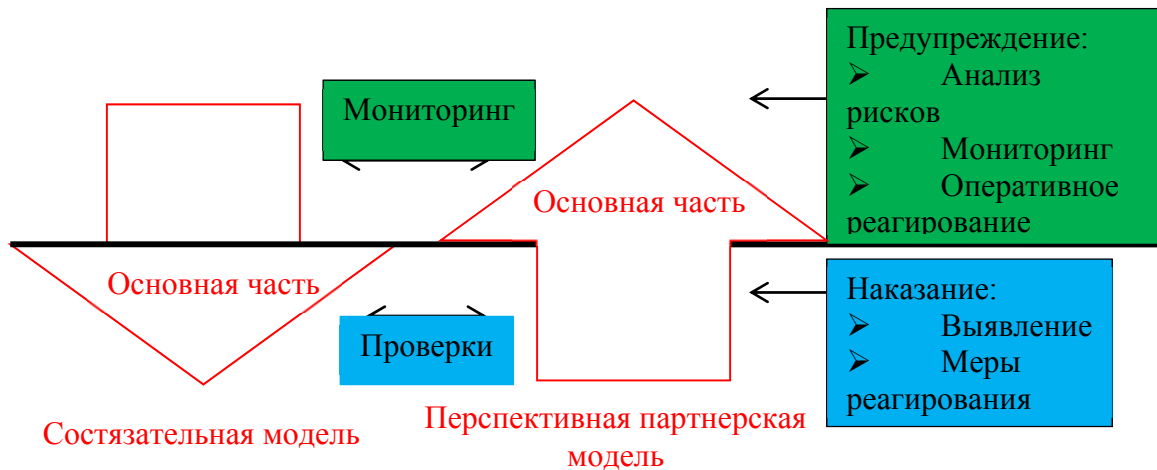 Мониторинг
Предупреждение:
➢ Анализ
рисков
➢ Мониторинг
➢ Оперативное
реагирование
Основная часть
Основная часть
Проверки
Наказание:
➢ Выявление
➢ Меры
реагирования
Состязательная модель
Перспективная партнерская
модель